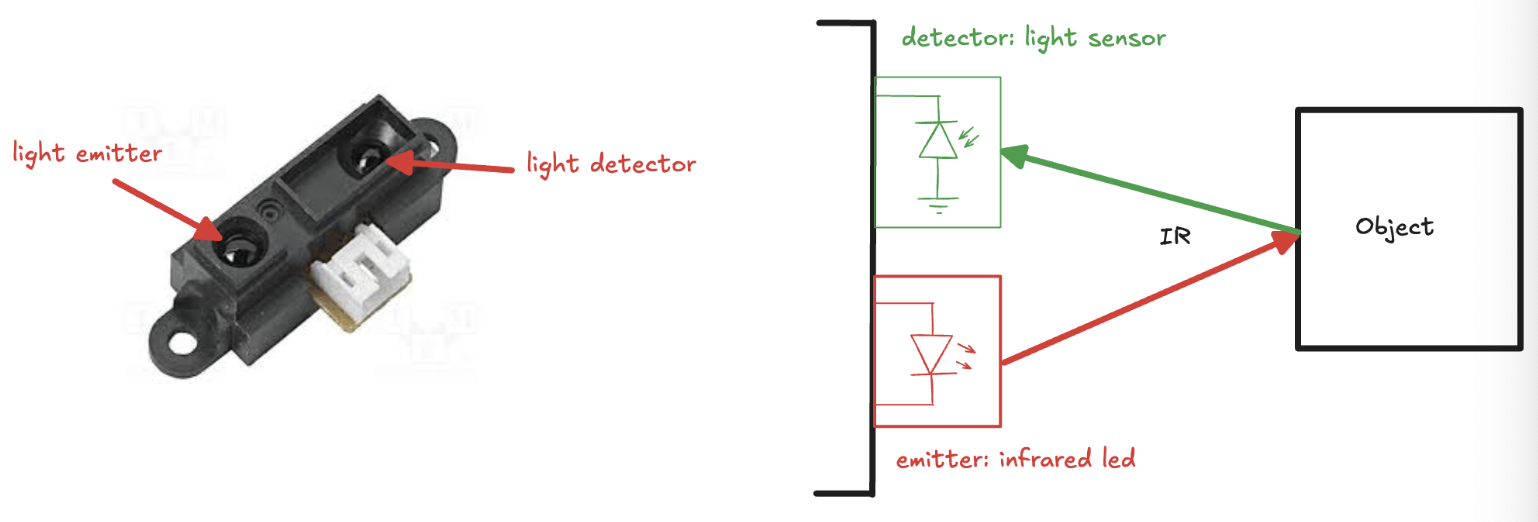 light emitter
light detector
detector: light sensor
IR
Object
emitter: infrared led